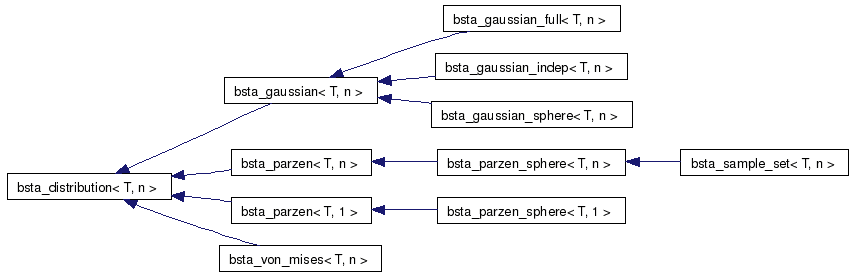 bsta_gaussian_full< T, n >
bsta_gaussian_indep< T, n >
bsta_gaussian< T, n >
bsta_gaussian_sphere< T, n >
bsta_parzen< T, n >
bsta_parzen_sphere< T, n >
bsta_sample_set< T, n >
bsta_distribution< T, n >
bsta_parzen< T, 1 >
bsta_parzen_sphere< T, 1 >
bsta_von_mises< T, n >